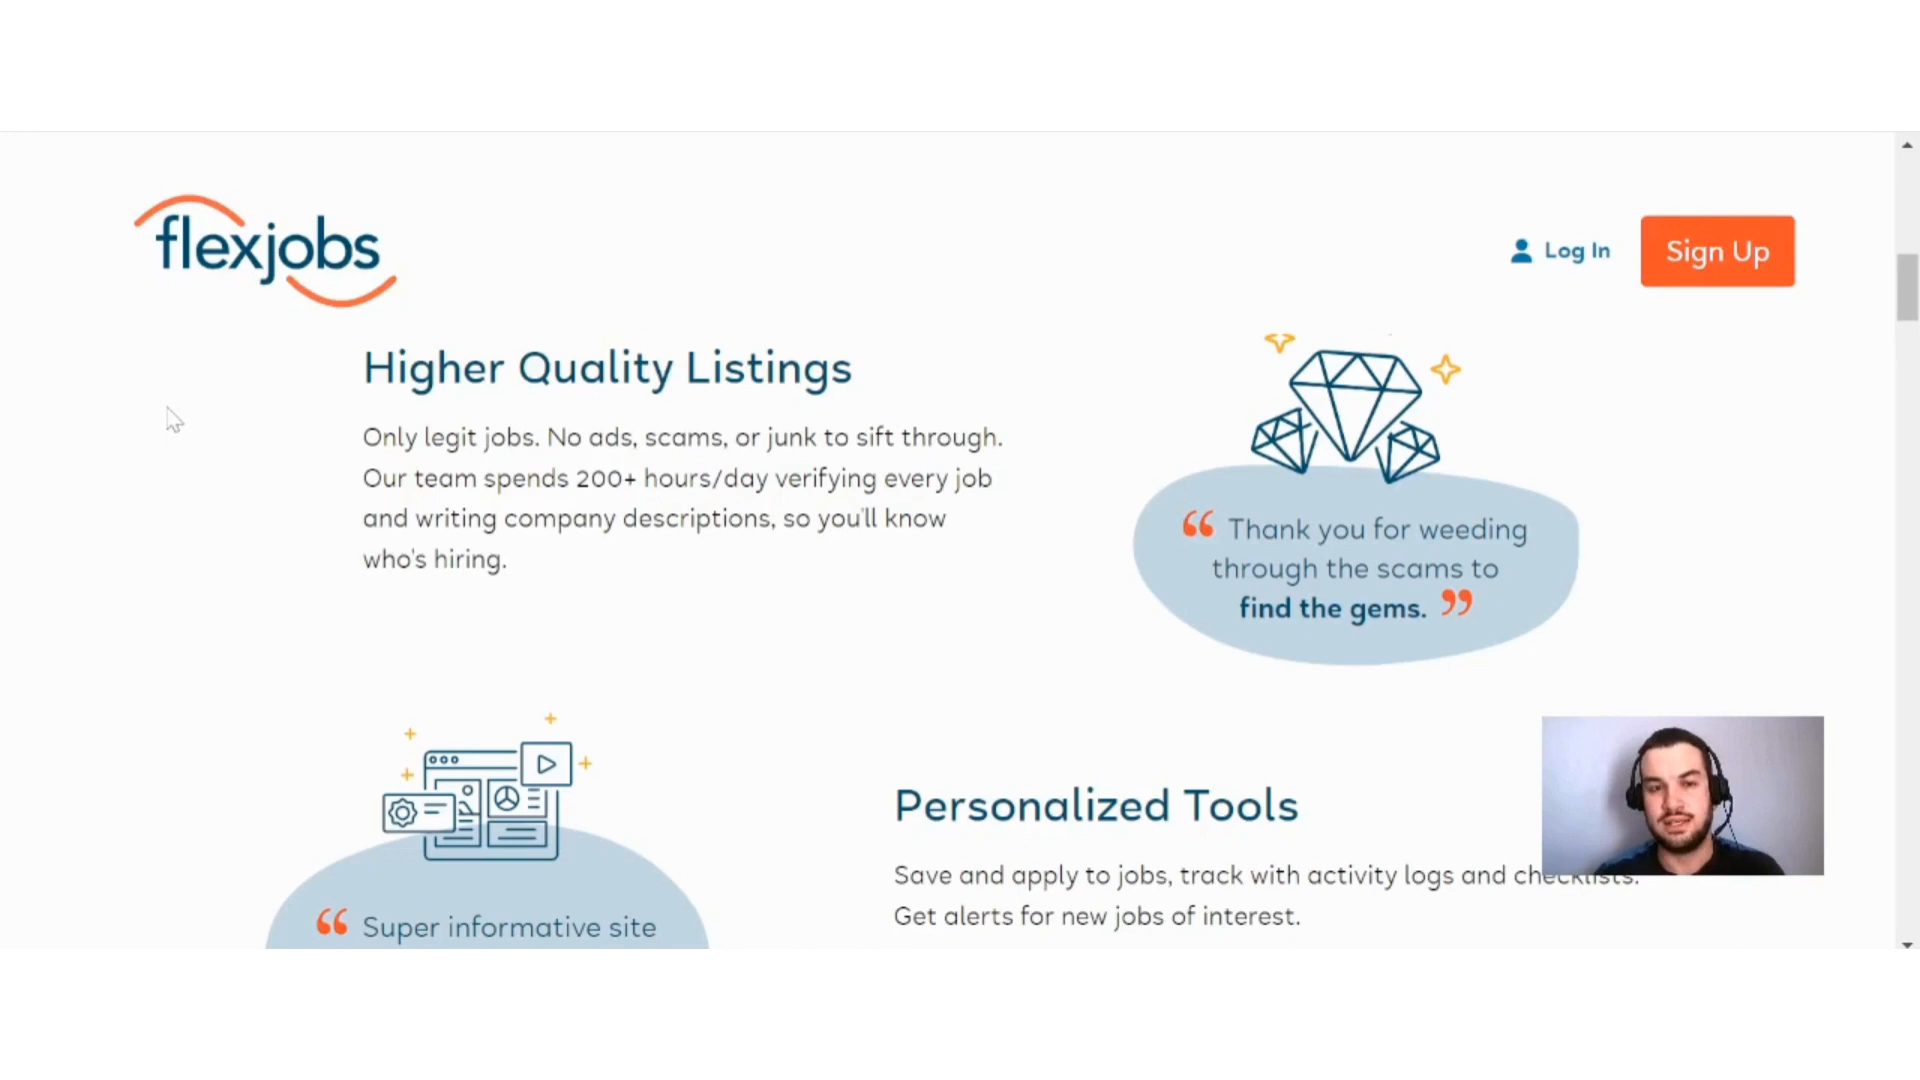 flexjobs
Log In
Sign Up
Higher Quality Listings
Only legit jobs. No ads, scams, or junk to sift through.
Our team spends 200+ hours/day verifying every job
and writing company descriptions, so you'll know
who's hiring.
“ Thank you for weeding
through the scams to
find the gems. ”
Personalized Tools
Save and apply to jobs, track with activity logs and checklists.
Get alerts for new jobs of interest.
“ Super informative site